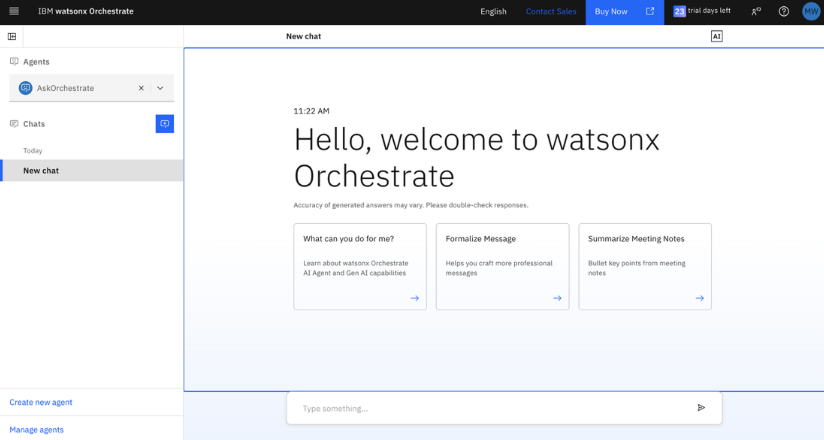 IBM watsonx Orchestrate
English
Contact Sales
Buy Now
23 trial days left
MW
New chat
AI
Agents
AskOrchestrate
Chats
Today
New chat
11:22 AM
Hello, welcome to watsonx
Orchestrate
Accuracy of generated answers may vary. Please double-check responses.
What can you do for me?
Learn about watsonx Orchestrate
AI Agent and Gen AI capabilities
Formalize Message
Helps you craft more professional
messages
Summarize Meeting Notes
Bullet key points from meeting
notes
Type something...
Create new agent
Manage agents